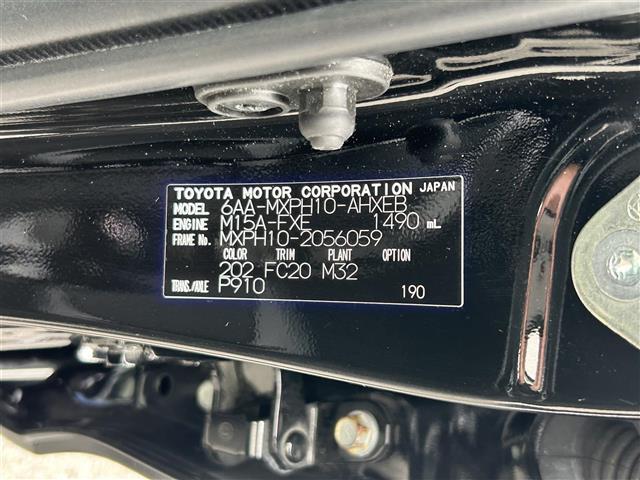 TOYOTA MOTOR CORPORATION JAPAN
MODEL 6AA-MXPH10-AHXEB
ENGINE M15A-FXE 1490 mL
FRAME No. MXPH10-2056059
COLOR TRIM PLANT OPTION
202 FC20 M32
TRANS./AXLE P910 190